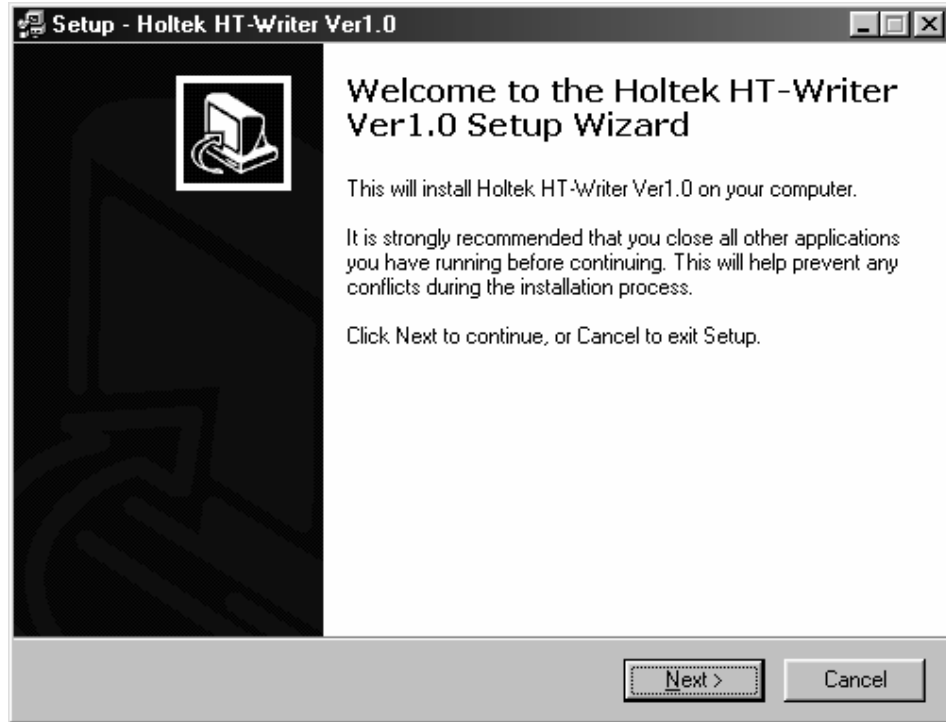 Setup - Holtek HT-Writer Ver1.0
Welcome to the Holtek HT-Writer
Ver1.0 Setup Wizard
This will install Holtek HT-Writer Ver1.0 on your computer.
It is strongly recommended that you close all other applications
you have running before continuing. This will help prevent any
conflicts during the installation process.
Click Next to continue, or Cancel to exit Setup.
Next >
Cancel